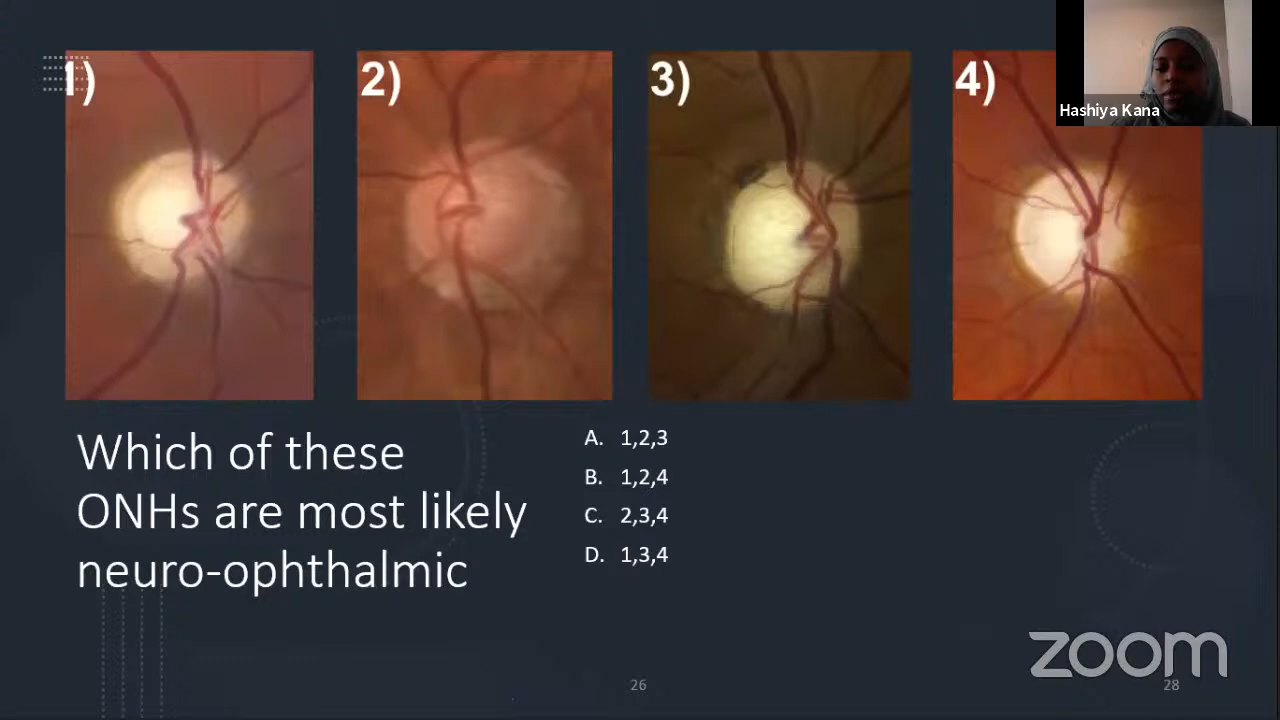 1)
2)
3)
4)
Hashiya Kana
Which of these
ONHs are most likely
neuro-ophthalmic
A. 1,2,3
B. 1,2,4
C. 2,3,4
D. 1,3,4
zoom
26
28